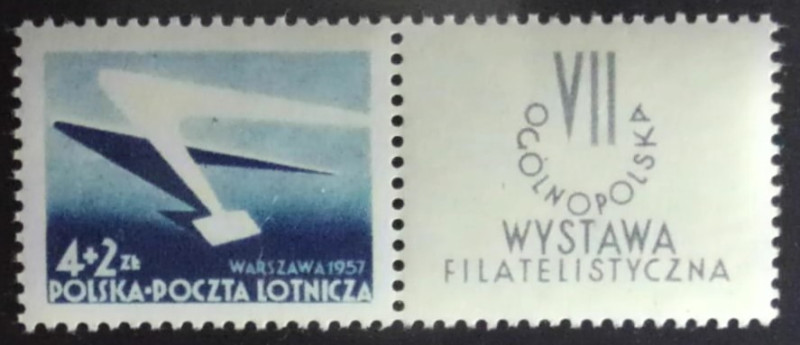 4+2 ZŁ
WARSZAWA 1957
POLSKA·POCZTA LOTNICZA
VII
OGÓLNOPOLSKA
WYSTAWA
FILATELISTYCZNA